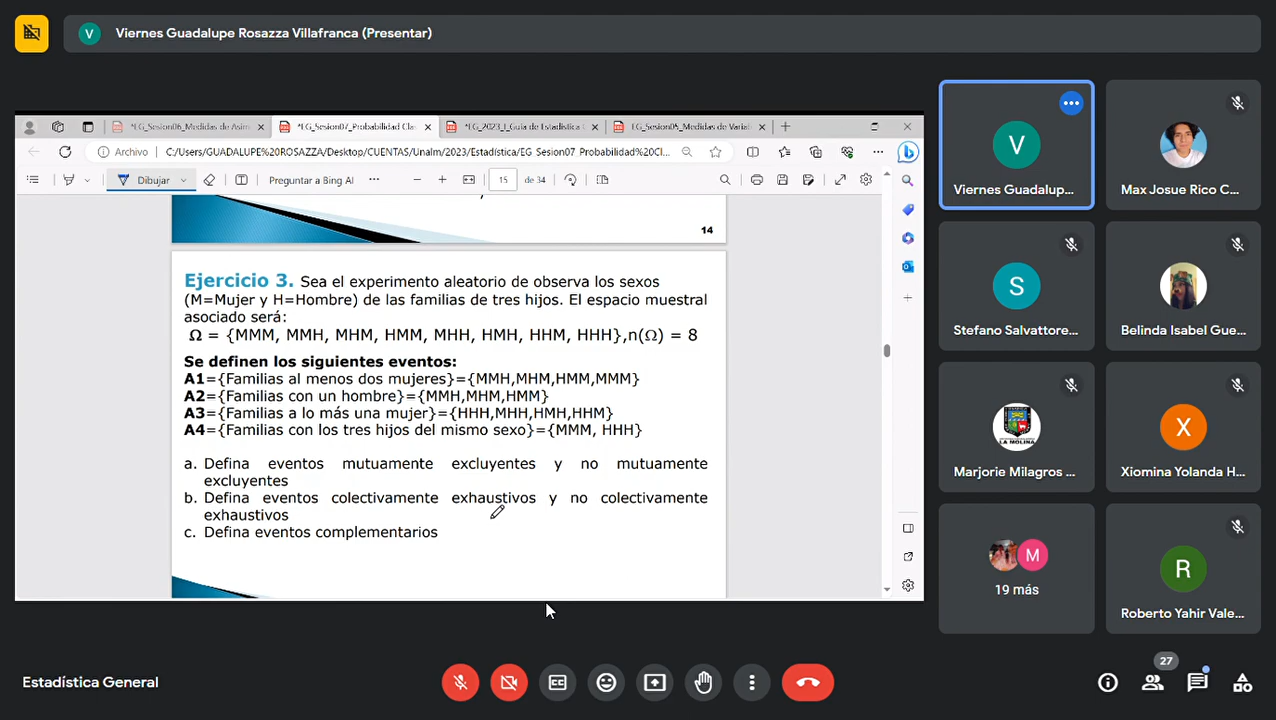 Viernes Guadalupe Rosazza Villafranca (Presentar)
V
*EG_Sesion06_Medidas de Asim
*EG_Sesion07_Probabilidad Cla
*EG_2023_I_Guia de Estadistica
EG_Sesion05_Medidas de Variab
Archivo
C:/Users/GUADALUPE%20ROSAZZA/Desktop/CUENTAS/Unalm/2023/Estadistica/EG_Sesion07_Probabilidad%20Cl...
Dibujar
Preguntar a Bing AI
15
de 34
14
Ejercicio 3. Sea el experimento aleatorio de observa los sexos
(M=Mujer y H=Hombre) de las familias de tres hijos. El espacio muestral
asociado será:
Ω = {MMM, MMH, MHM, HMM, MHH, HMH, HHM, HHH},n(Ω) = 8
Se definen los siguientes eventos:
A1={Familias al menos dos mujeres}={MMH,MHM,HMM,MMM}
A2={Familias con un hombre}={MMH,MHM,HMM}
A3={Familias a lo más una mujer}={HHH,MHH,HMH,HHM}
A4={Familias con las tres hijos del mismo sexo}={MMM, HHH}
a. Defina eventos mutuamente excluyentes y no mutuamente
excluyentes
b. Defina eventos colectivamente exhaustivos y no colectivamente
exhaustivos
c. Defina eventos complementarios
V
Viernes Guadalup...
Max Josue Rico C...
S
Stefano Salvattore...
Belinda Isabel Gue...
LA MOLINA
Marjorie Milagros ...
X
Xiomina Yolanda H...
M
19 más
R
Roberto Yahir Vale...
Estadística General
27